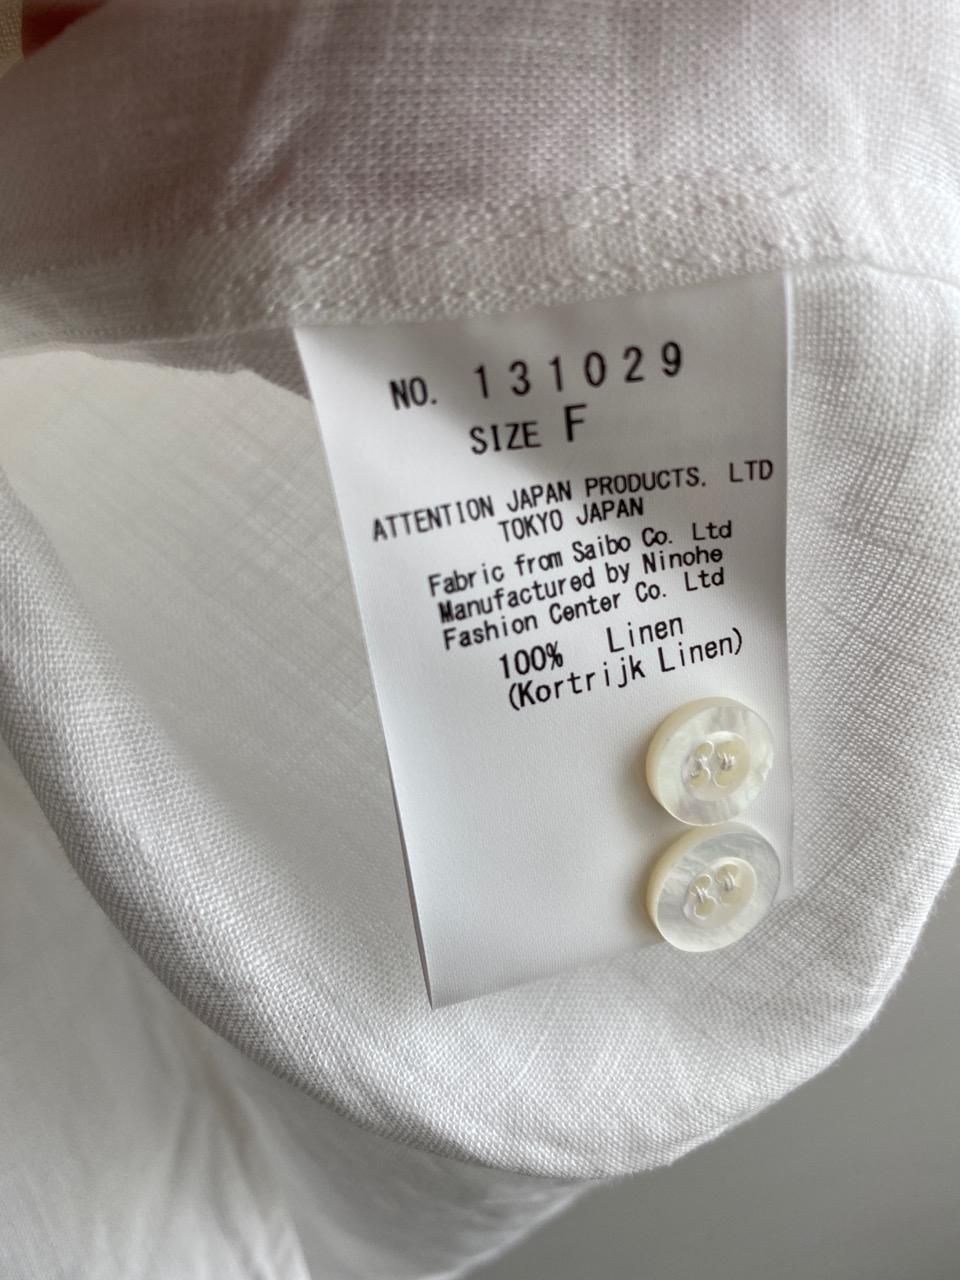 NO. 131029
SIZE F
ATTENTION JAPAN PRODUCTS. LTD
TOKYO JAPAN
Fabric from Saibo Co. Ltd
Manufactured by Ninohe
Fashion Center Co. Ltd
100% Linen
(Kortrijk Linen)